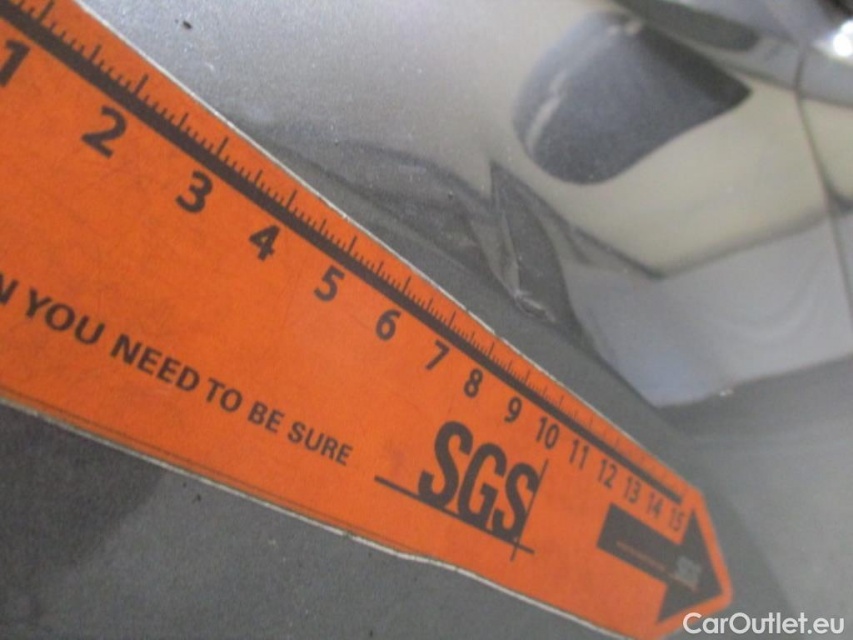 1 2 3 4 5 6 7 8 9 10 11 12 13 14 15
YOU NEED TO BE SURE
SGS
CarOutlet.eu